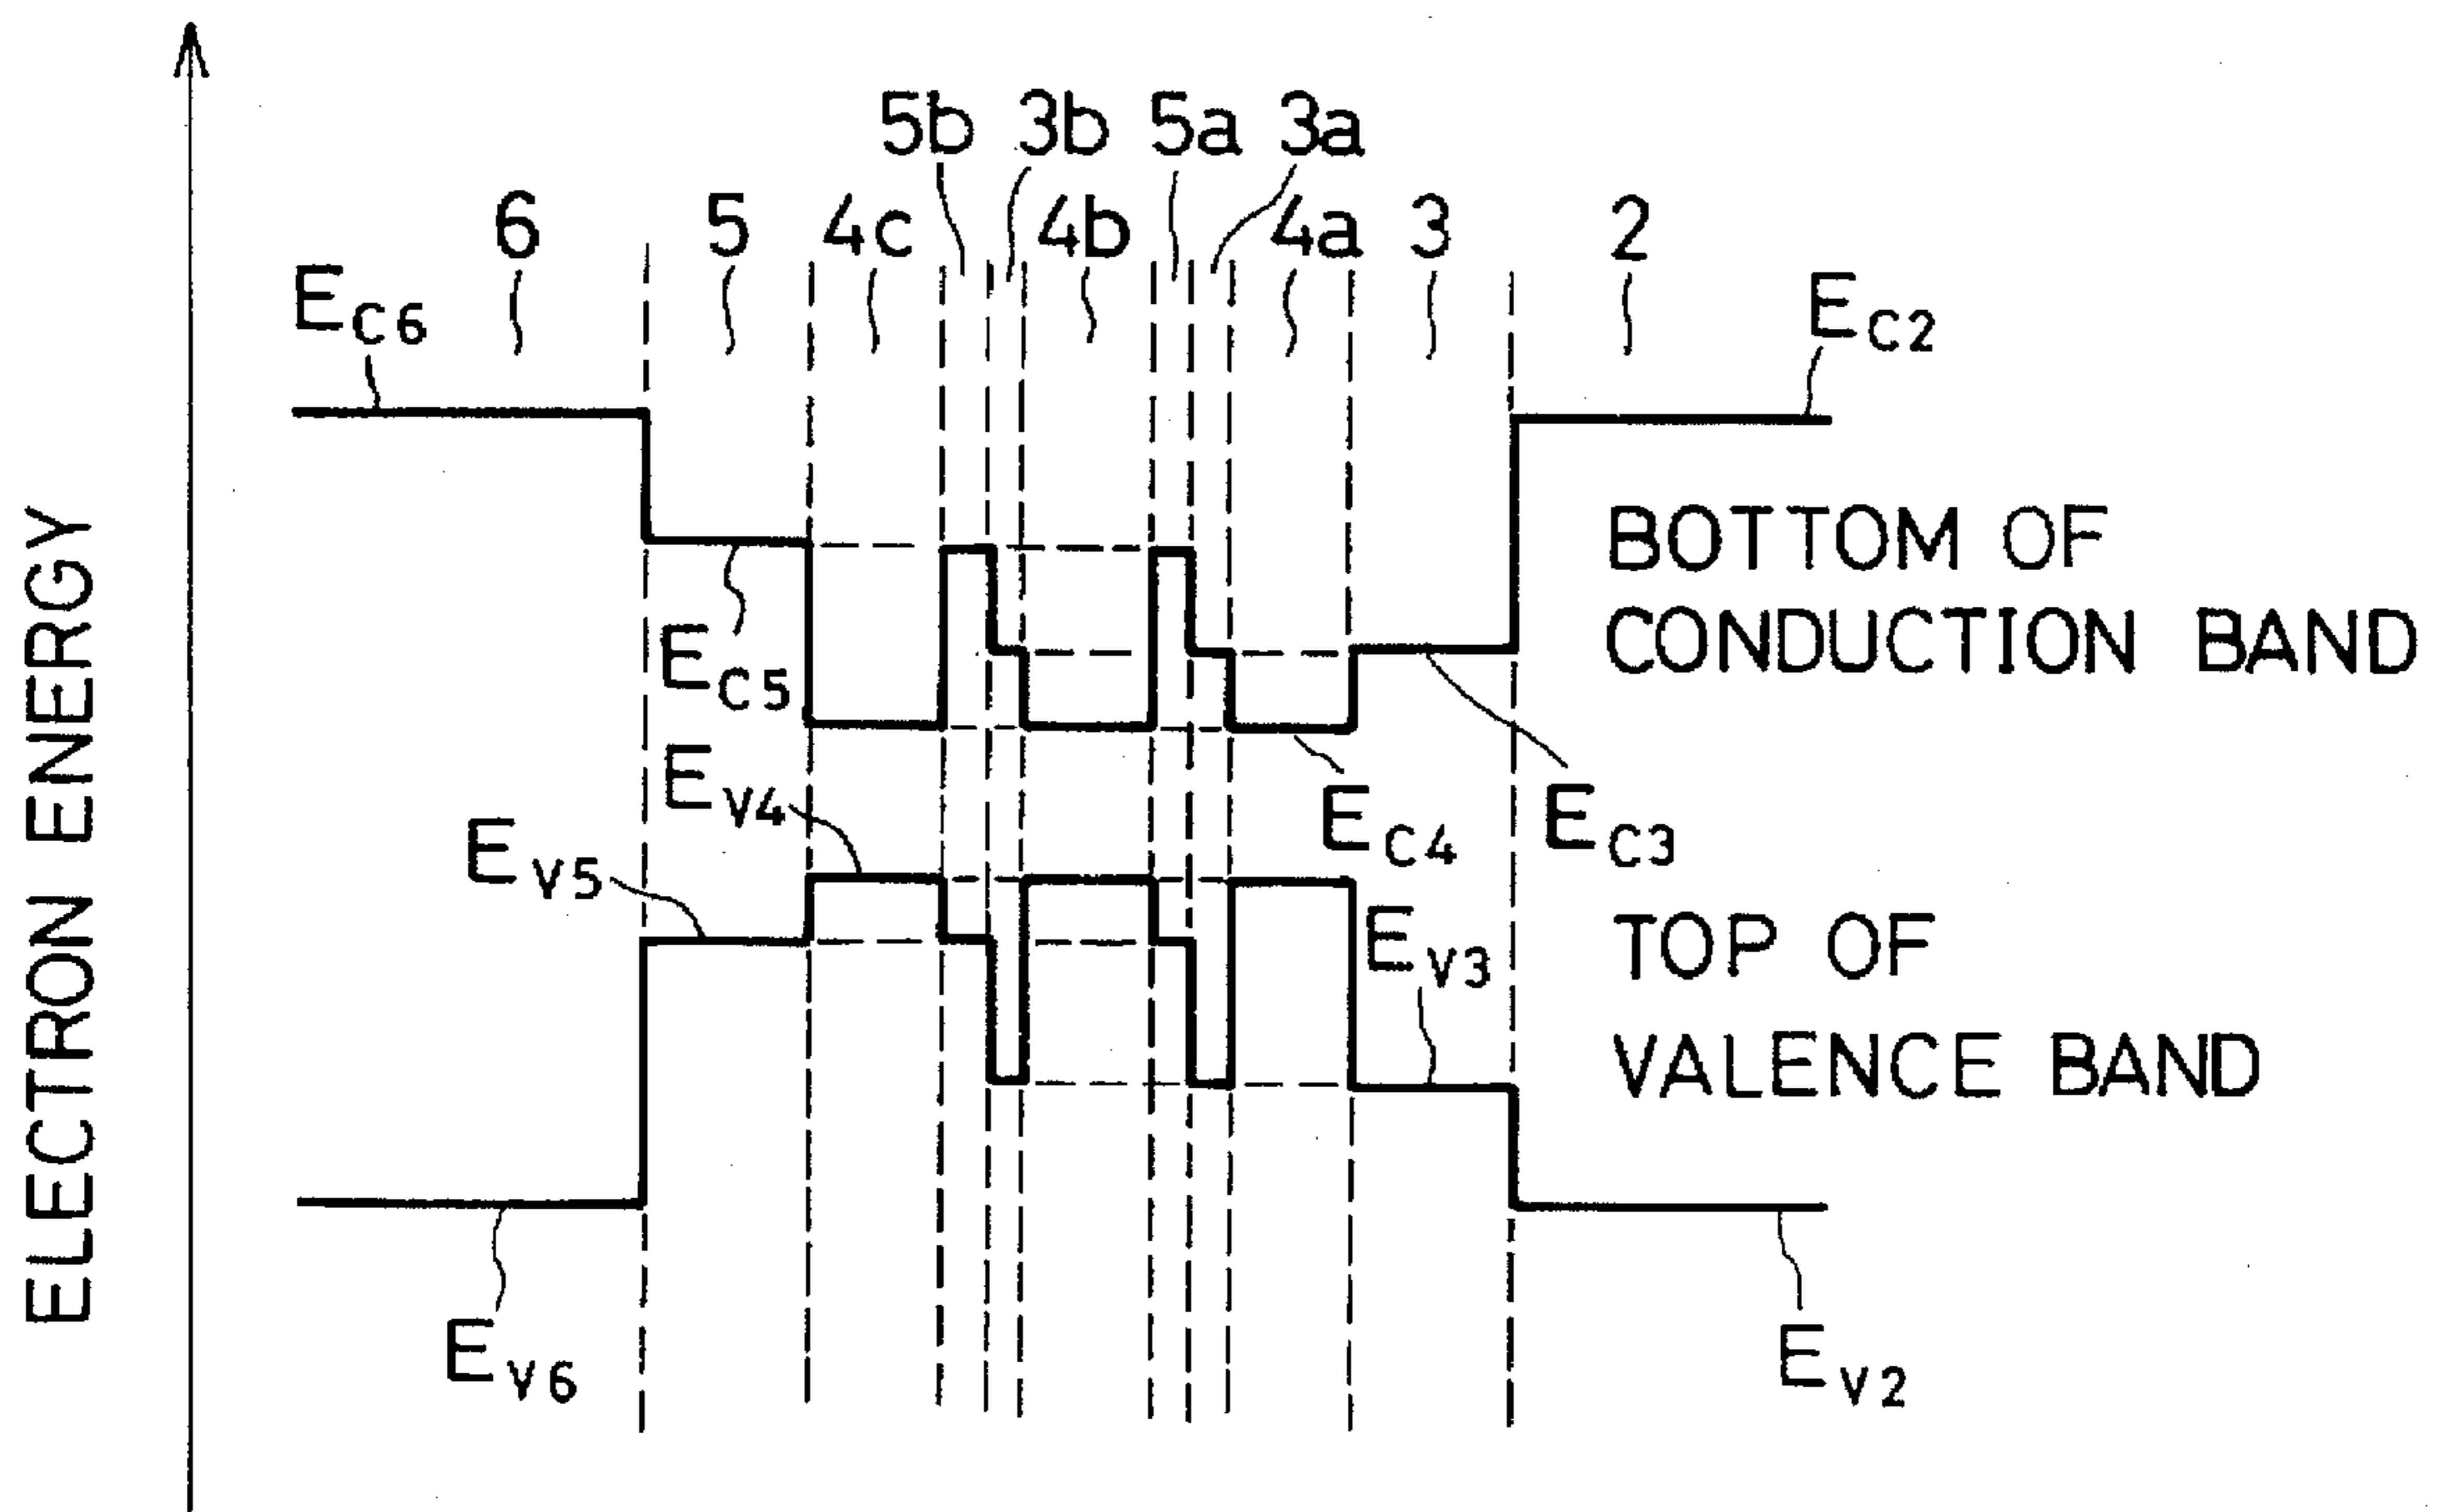 5b 3b 5a 3a
6 5 4c 4b 4a 3 2
EC6
EC2
BOTTOM OF
CONDUCTION BAND
EC5
EV4
EC4
EC3
EV5
EV3
TOP OF
VALENCE BAND
EV6
EV2
ELECTRON ENERGY